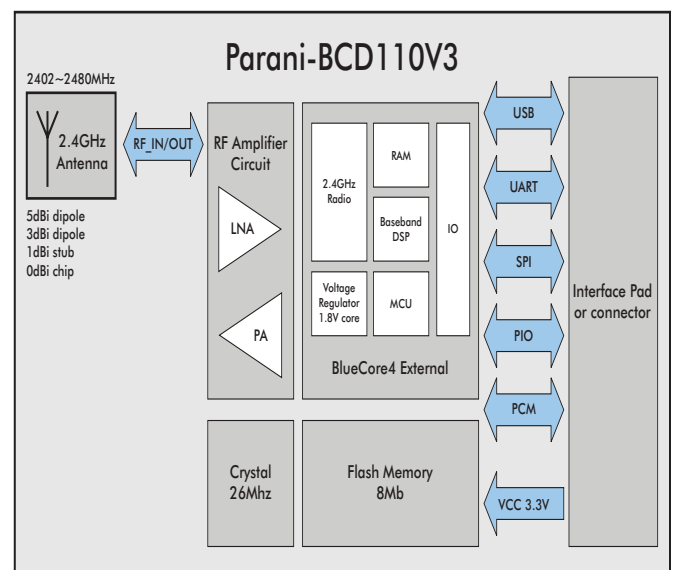 Parani-BCD110V3
2402~2480MHz
2.4GHz
Antenna
5dBi dipole
3dBi dipole
1dBi stub
0dBi chip
RF_IN/OUT
RF Amplifier
Circuit
LNA
PA
2.4GHz
Radio
RAM
Baseband
DSP
IO
Voltage
Regulator
1.8V core
MCU
BlueCore4 External
Crystal
26Mhz
Flash Memory
8Mb
USB
UART
SPI
PIO
PCM
VCC 3.3V
Interface Pad
or connector